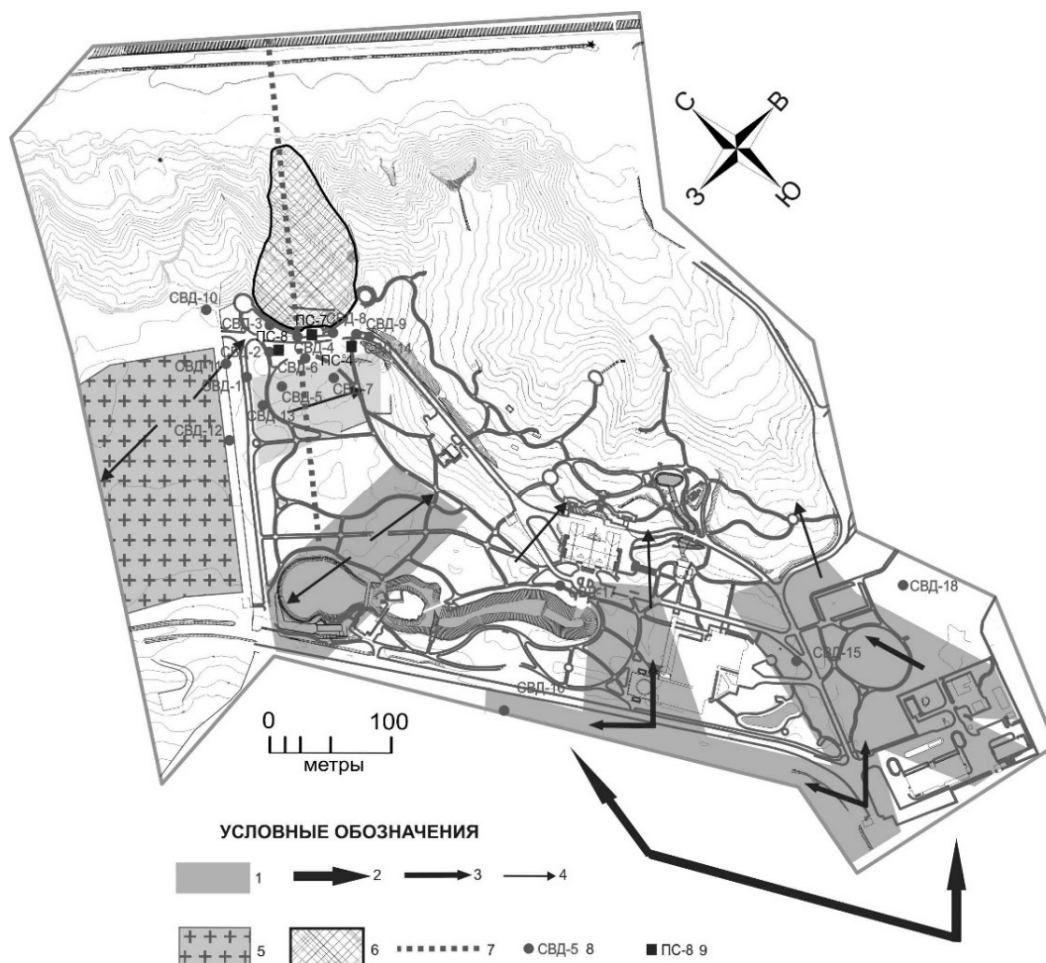 С В
З Ю
СВД-10
СВД-3 ПС-7 СВД-8 СВД-9
ПС-8 СВД-4 СВД-14
СВД-2 ПС-4
СВД-11 СВД-6
СВД-1 СВД-5 СВД-7
СВД-13
СВД-12
СВД-17 СВД-18
СВД-15
СВД-16
0 100
метры
УСЛОВНЫЕ ОБОЗНАЧЕНИЯ
1 2 3 4
5 6 7 СВД-5 8 ПС-8 9